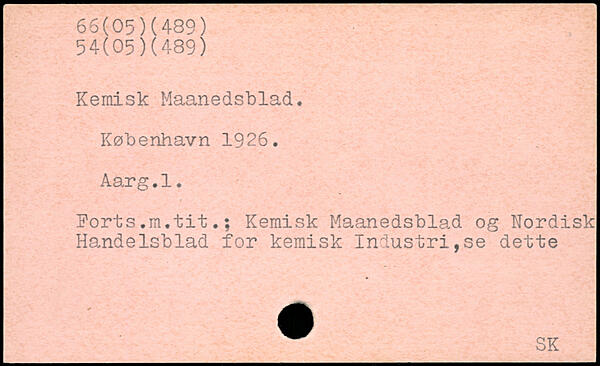 66(05)(489)
54(05)(489)
Kemisk Maanedsblad.
København 1926.
Aarg.1.
Forts.m.tit.; Kemisk Maanedsblad og Nordisk
Handelsblad for kemisk Industri,se dette
SK